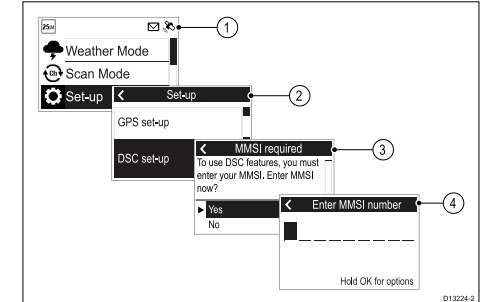 25W
1
Weather Mode
Ch
Scan Mode
Set-up
Set-up
2
GPS set-up
DSC set-up
MMSI required
3
To use DSC features, you must
enter your MMSI. Enter MMSI
now?
Yes
No
Enter MMSI number
4
Hold OK for options
D13224-2